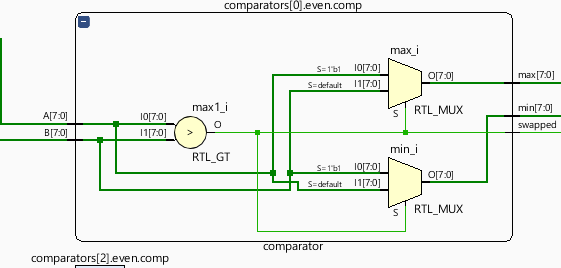 comparators[0].even.comp
max_i
S=1'b1 I0[7:0]
S=default I1[7:0]
O[7:0] max[7:0]
S RTL_MUX
max1_i
A[7:0] I0[7:0]
O
B[7:0] I1[7:0]
>
RTL_GT
min[7:0]
swapped
min_i
S=1'b1 I0[7:0]
S=default I1[7:0]
O[7:0]
S RTL_MUX
comparator
comparators[2].even.comp